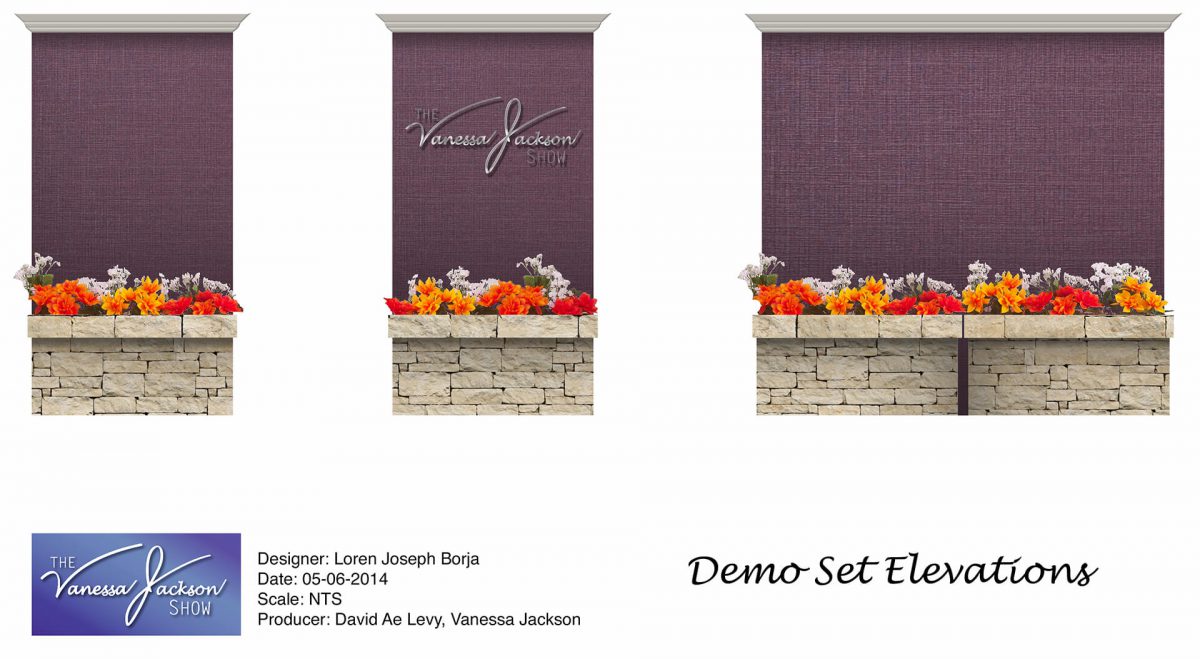 THE
Vanessa Jackson
SHOW
THE
Vanessa Jackson
SHOW
Designer: Loren Joseph Borja
Date: 05-06-2014
Scale: NTS
Producer: David Ae Levy, Vanessa Jackson
Demo Set Elevations